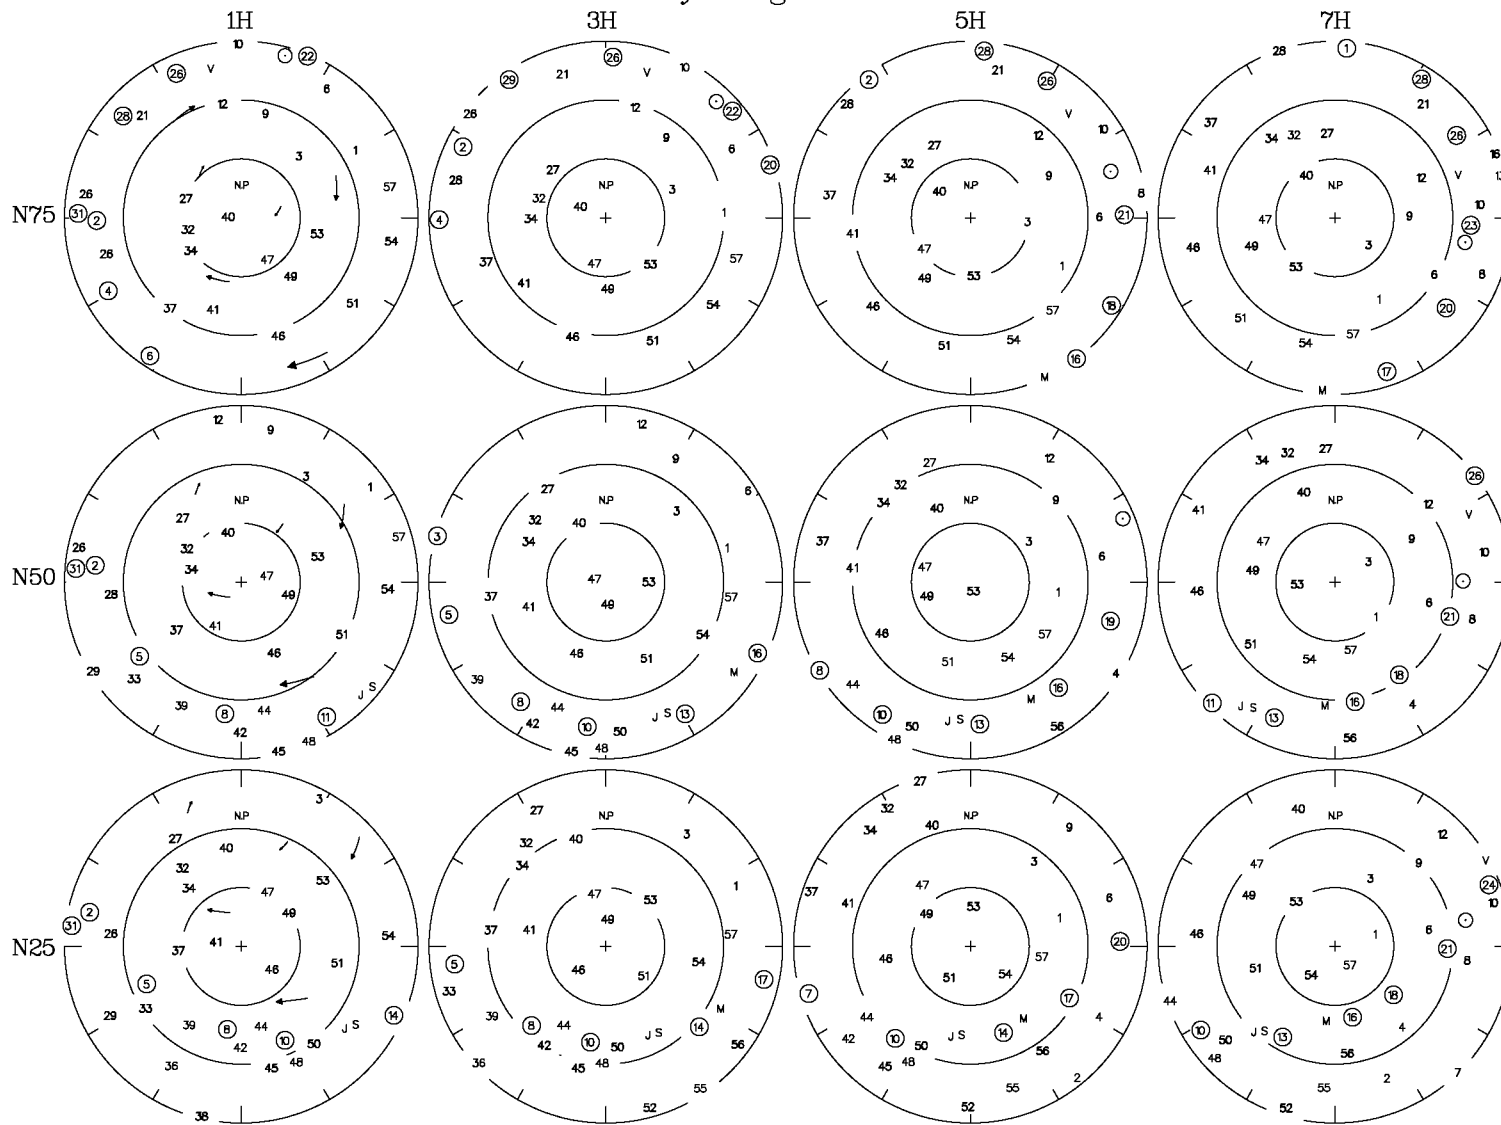 1H 3H 5H 7H
N75
10 22
26 V 6
28 21 12 9
3 1
N.P
26 27 57
31 2 40
32 53 54
26 34 47 49
4 37 41 51
46
6
26
29 21 V 10
26 12 22
2 9 6 20
27 N.P
28 32 40 3
4 34 1
37 47 53 57
41 49 54
46 51
28
2 21 26
28 V
12 10
27
32 34 N.P 9
37 40 8
41 3 6 21
47 1
49 53
46 57 18
51 54 16
M
28 1
28
21
37 34 32 27 26
16
41 40 N.P 12 V
47 9 10 23
46 49 3
53 6 8
1 20
51 54 57
17
M
N50
12 9
3 1
N.P
27 40 57
26 32 53
31 2 34 47
28 49 54
37 41 51
5 46
29 33
39 8 44 J S 11
42 45 48
12
9
27 6
N.P
3 32 40 3
34 1
37 47 53 57
5 41 49
46 51 54 16
39 M
8 44 J S 13
42 10 50
45 48
27 12
32
34 40 N.P 9
37 3 6
41 47 1
49 53
46 57 19
8 51 54 4
44 M 16
10 50 J S 13 56
48
34 32 27
26
41 40 N.P 12 V
47 9 10
49 3
46 53
1 6 21 8
51 54 57
18
11 J S 13 M 16 4
56
N25
3
N.P
27 40
32 53
34 47
2 49
31 26 54
37 41 51
5 46
33
29 39 8 44 J S 14
42 10 50
36 45 48
38
27
N.P
32 40 3
34 1
47 53
37 41 49 57
5 46 51 54 17
33
39 8 44 14 M
42 10 50 J S 56
36 45 48
52 55
27
32
34 40 N.P 9
3
37 47 6
41 49 53 1
46 57 20
7 51 54 17
44 14 M 4
42 10 50 J S
45 48 56
55 2
52
40 N.P 12
47 9 V
49 53 3 24
10
46 1 6
51 54 57 21 8
44 18
10 50 J S 13 M 16 4
48 56
55 2 7
52